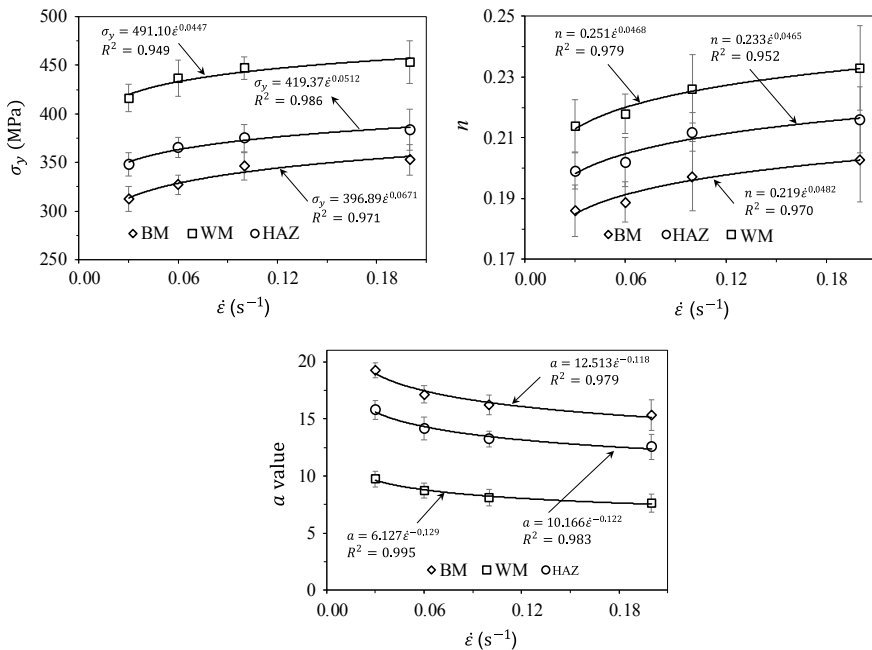 σ_y = 491.10ε̇^0.0447
R² = 0.949
σ_y = 419.37ε̇^0.0512
R² = 0.986
σ_y = 396.89ε̇^0.0671
R² = 0.971
500
450
400
350
300
250
σ_y (MPa)
BM WM HAZ
0.00 0.06 0.12 0.18
ε̇ (s⁻¹)
n = 0.251ε̇^0.0468
R² = 0.979
n = 0.233ε̇^0.0465
R² = 0.952
n = 0.219ε̇^0.0482
R² = 0.970
0.25
0.23
0.21
0.19
0.17
n
BM HAZ WM
0.00 0.06 0.12 0.18
ε̇ (s⁻¹)
a = 12.513ε̇^−0.118
R² = 0.979
a = 6.127ε̇^−0.129
R² = 0.995
a = 10.166ε̇^−0.122
R² = 0.983
20
15
10
5
0
a value
BM WM HAZ
0.00 0.06 0.12 0.18
ε̇ (s⁻¹)